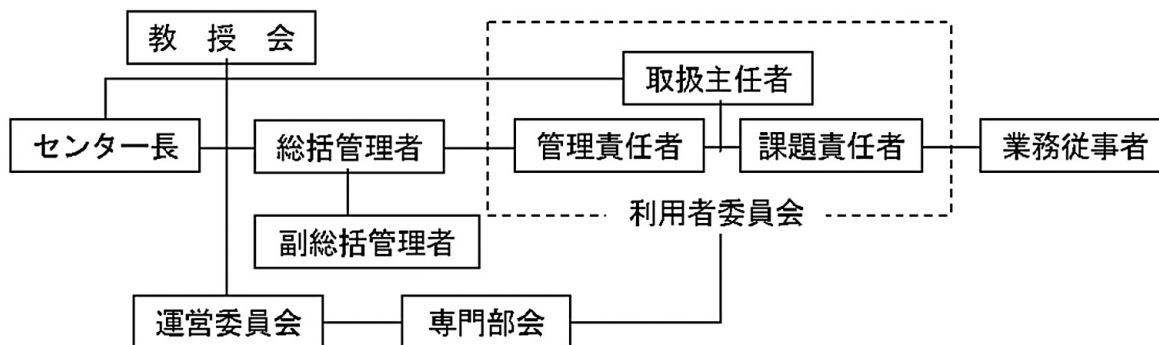 教 授 会
取扱主任者
センター長
総括管理者
管理責任者
課題責任者
業務従事者
利用者委員会
副総括管理者
運営委員会
専門部会